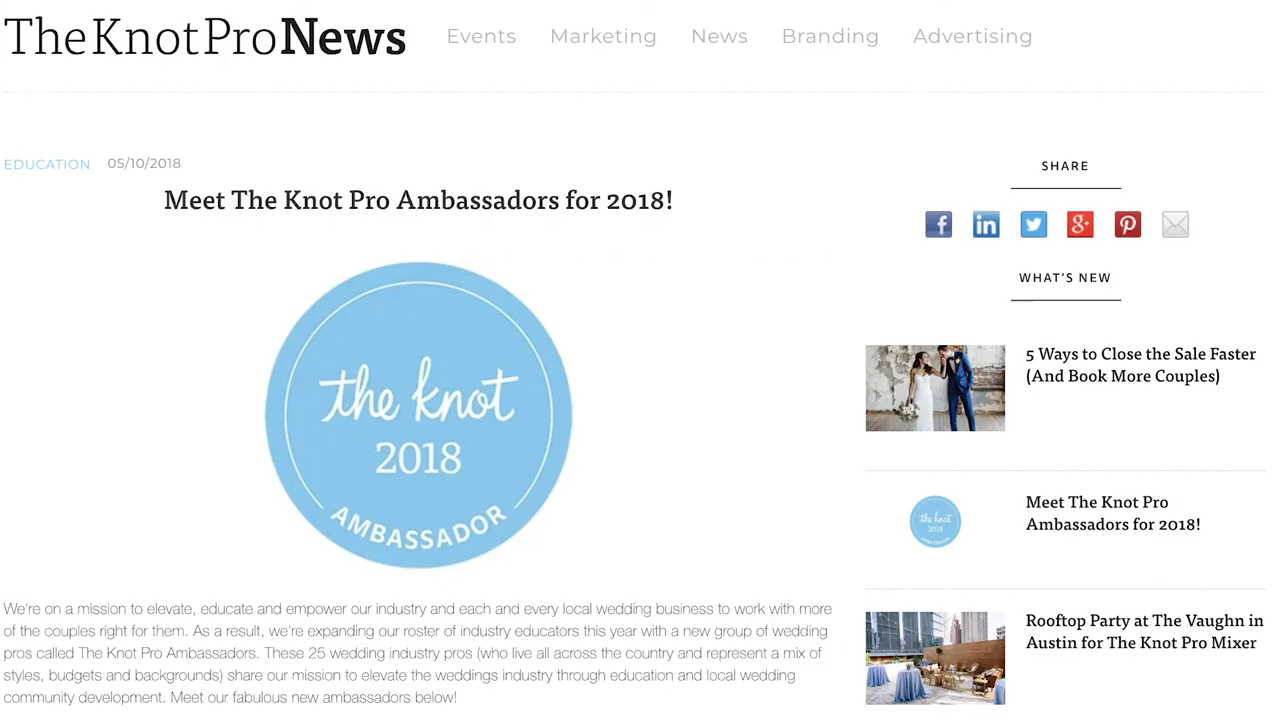 TheKnotProNews
Events Marketing News Branding Advertising
EDUCATION 05/10/2018
Meet The Knot Pro Ambassadors for 2018!
the knot
2018
AMBASSADOR
We're on a mission to elevate, educate and empower our industry and each and every local wedding business to work with more
of the couples right for them. As a result, we're expanding our roster of industry educators this year with a new group of wedding
pros called The Knot Pro Ambassadors. These 25 wedding industry pros (who live all across the country and represent a mix of
styles, budgets and backgrounds) share our mission to elevate the weddings industry through education and local wedding
community development. Meet our fabulous new ambassadors below!
SHARE
f in g+
WHAT'S NEW
5 Ways to Close the Sale Faster
(And Book More Couples)
the knot
2018
AMBASSADOR
Meet The Knot Pro
Ambassadors for 2018!
Rooftop Party at The Vaughn in
Austin for The Knot Pro Mixer